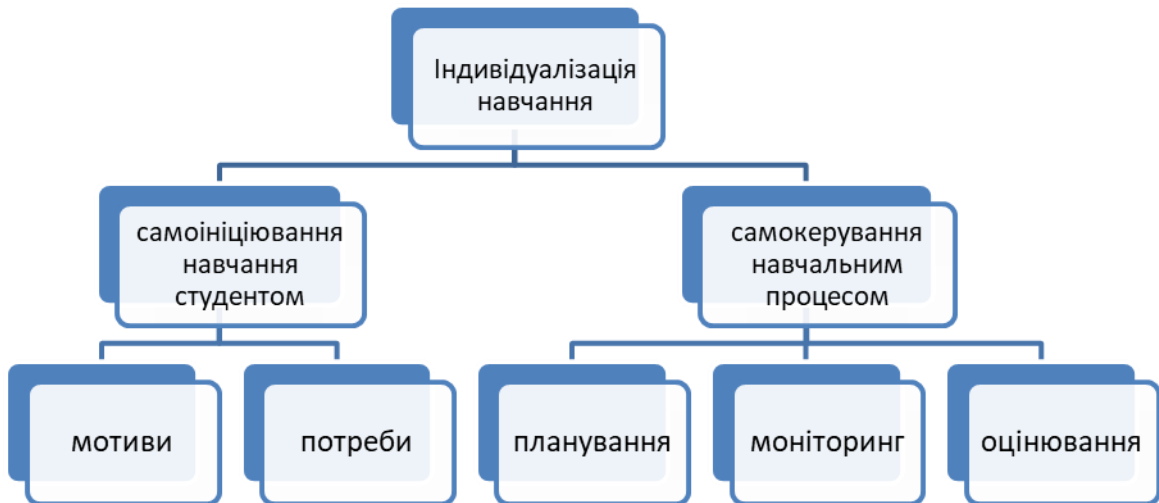 Індивідуалізація
навчання
самоініціювання
навчання
студентом
самокерування
навчальним
процесом
мотиви
потреби
планування
моніторинг
оцінювання